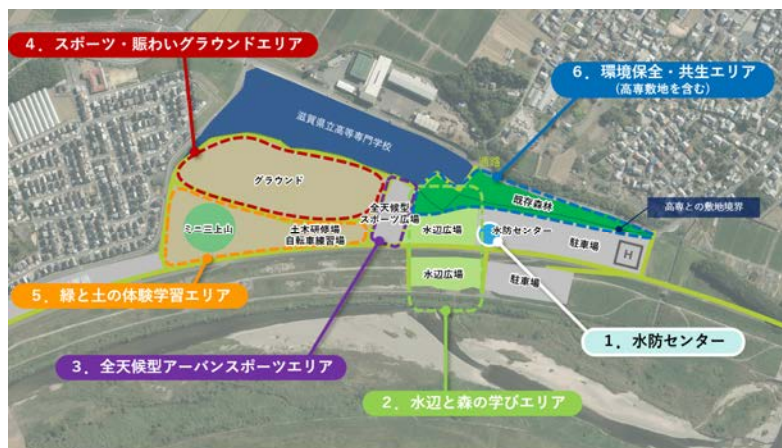 4. スポーツ・賑わいグラウンドエリア
6. 環境保全・共生エリア
(高専敷地を含む)
滋賀県立高等専門学校
通路
グラウンド
既存森林
高専との敷地境界
全天候型
スポーツ広場
ミニ三上山
土木研修場
自転車練習場
水辺広場
水防センター
駐車場
H
水辺広場
駐車場
5. 緑と土の体験学習エリア
1. 水防センター
3. 全天候型アーバンスポーツエリア
2. 水辺と森の学びエリア